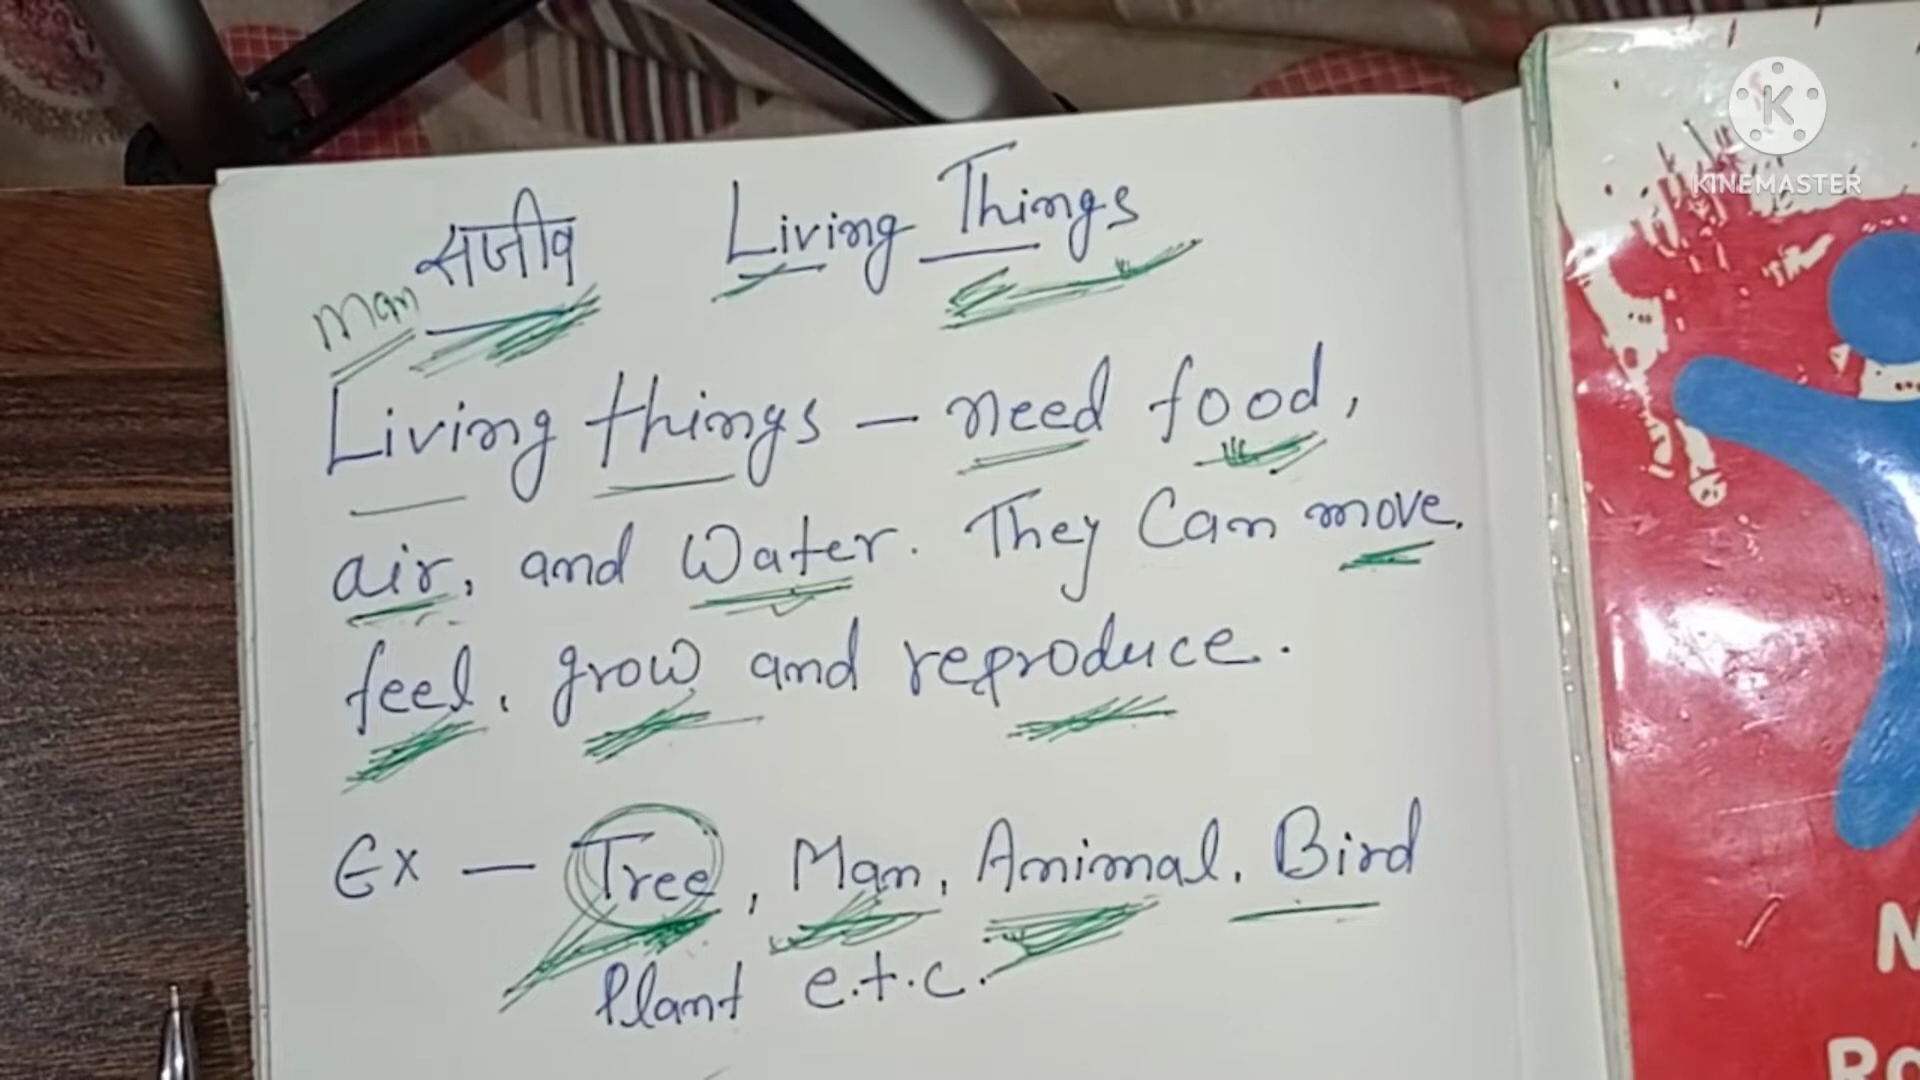 सजीव Living Things
Man
Living things - need food,
air, and Water. They Can move.
feel, grow and reproduce.
Ex - Tree, Man, Animal, Bird
Plant e.t.c.
KINEMASTER